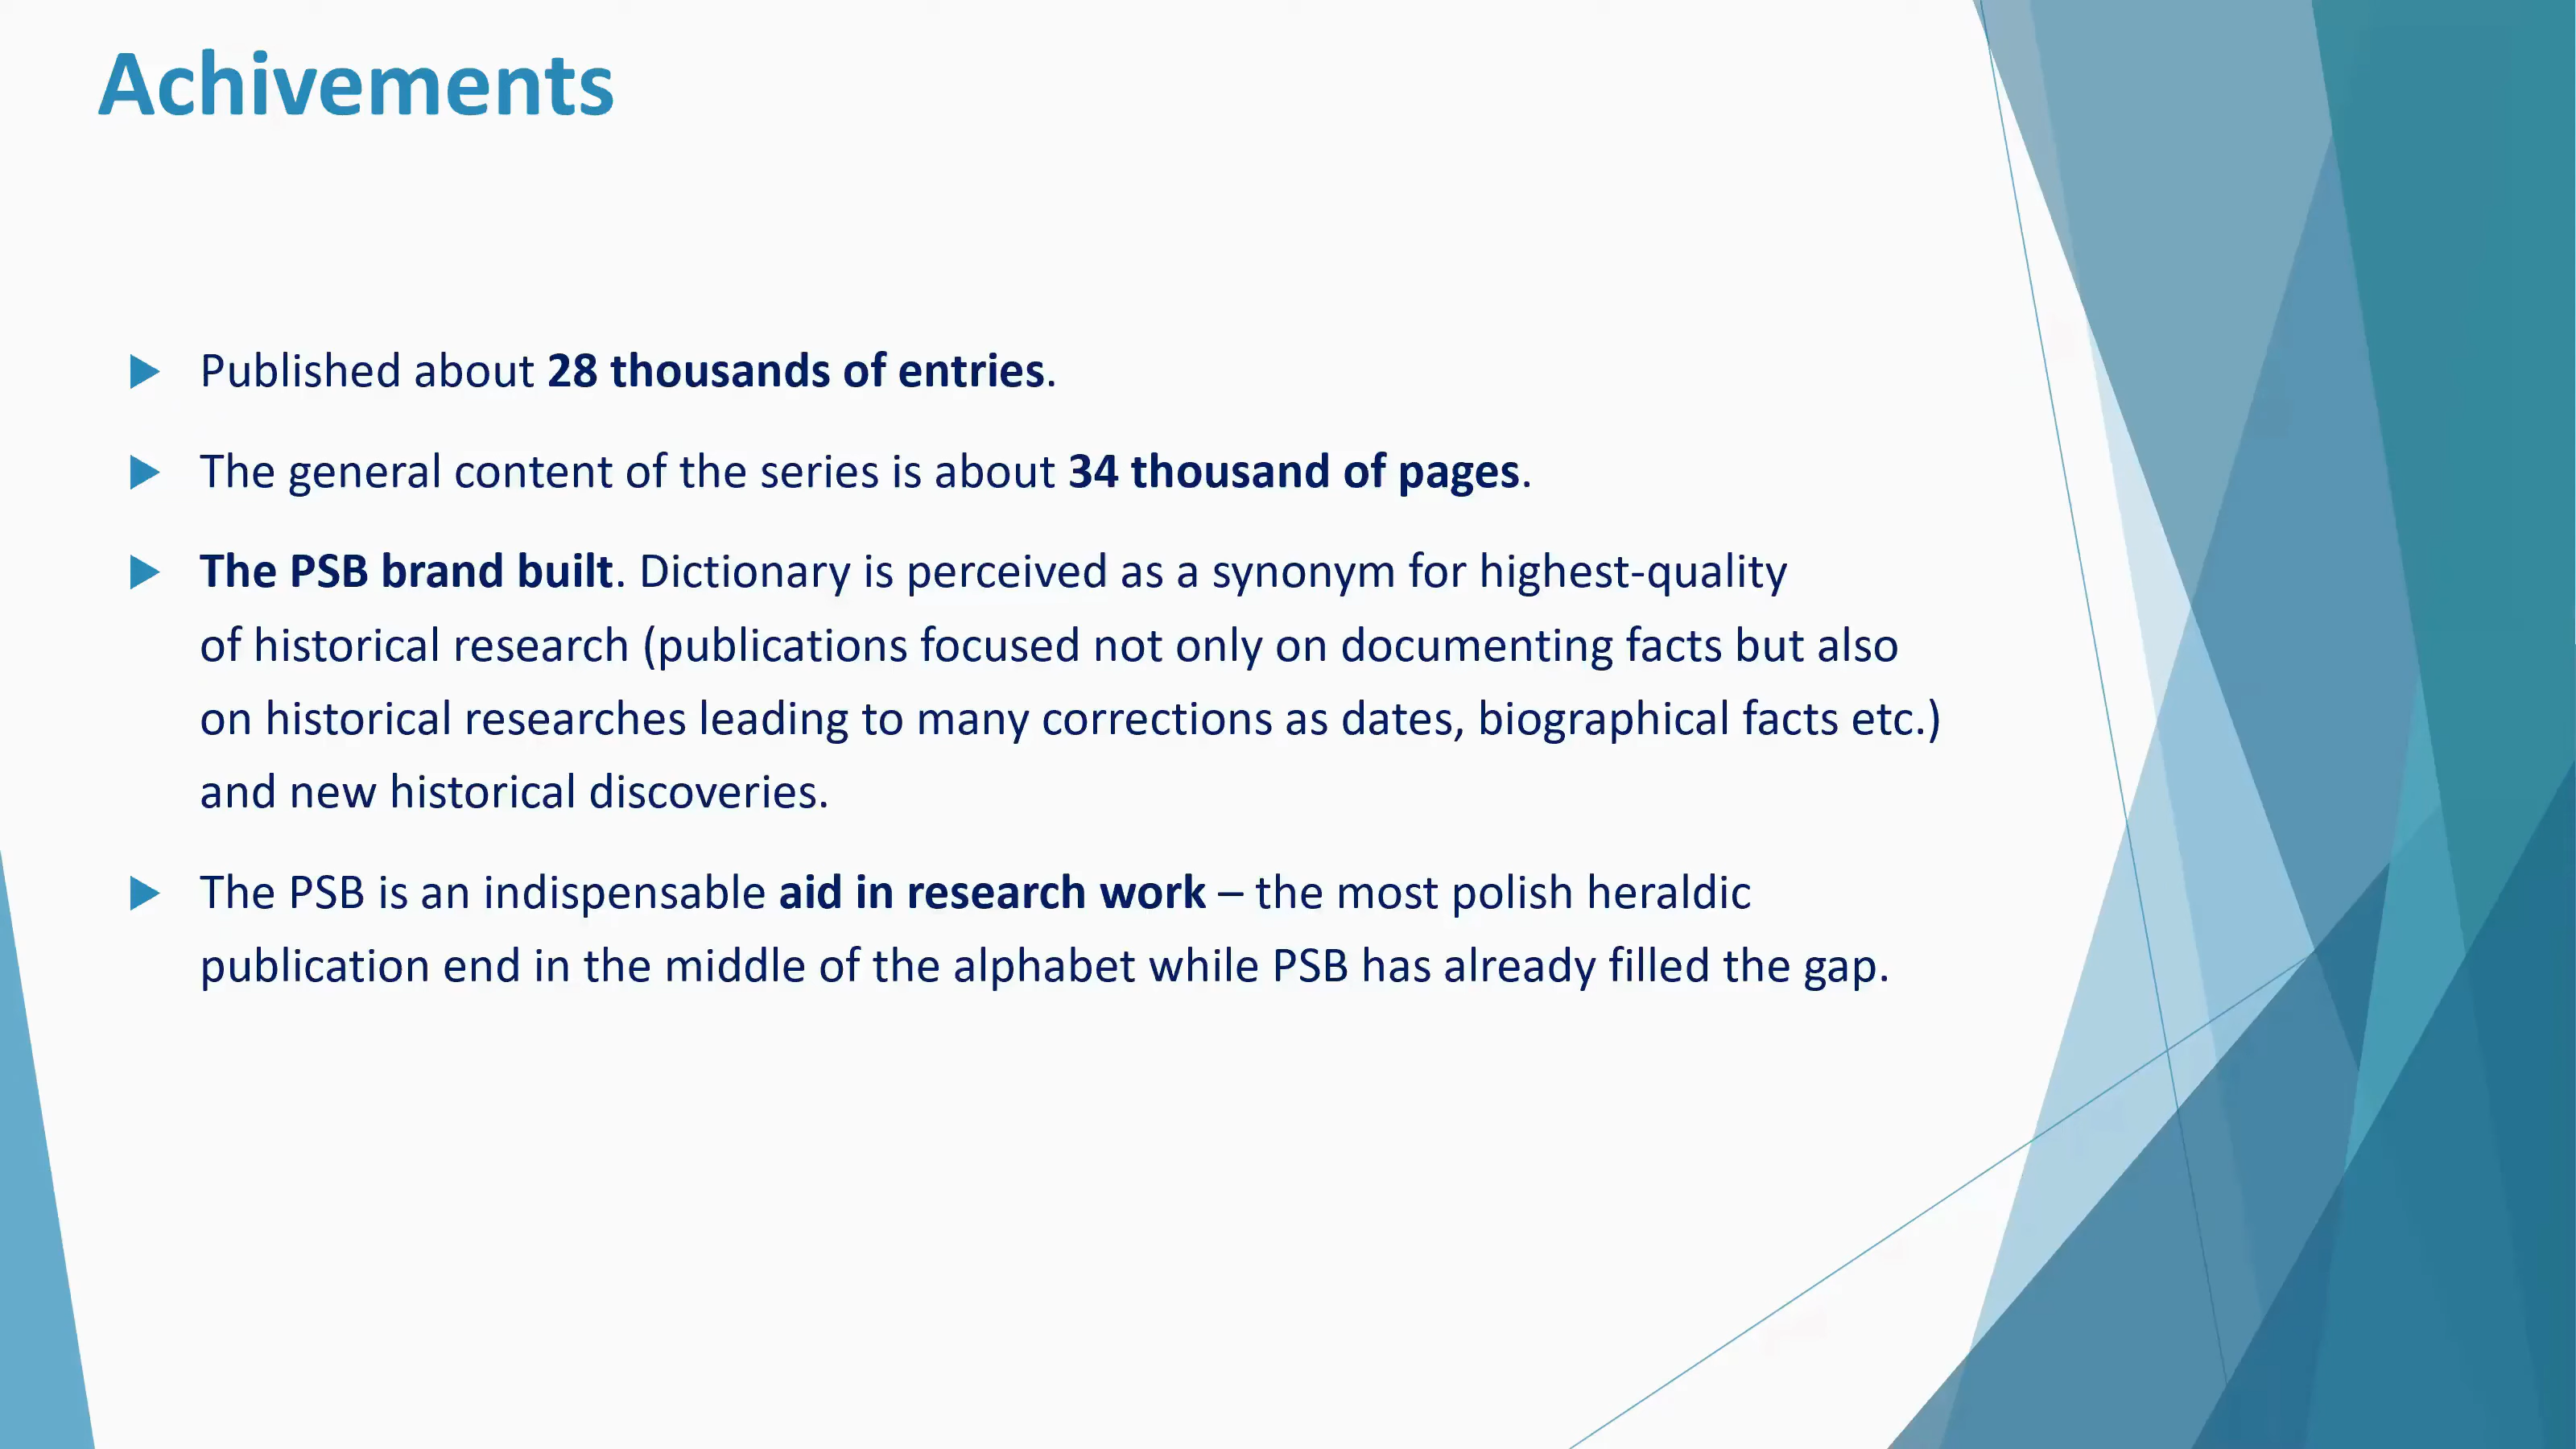 Achivements
Published about 28 thousands of entries.
The general content of the series is about 34 thousand of pages.
The PSB brand built. Dictionary is perceived as a synonym for highest-quality
of historical research (publications focused not only on documenting facts but also
on historical researches leading to many corrections as dates, biographical facts etc.)
and new historical discoveries.
The PSB is an indispensable aid in research work – the most polish heraldic
publication end in the middle of the alphabet while PSB has already filled the gap.